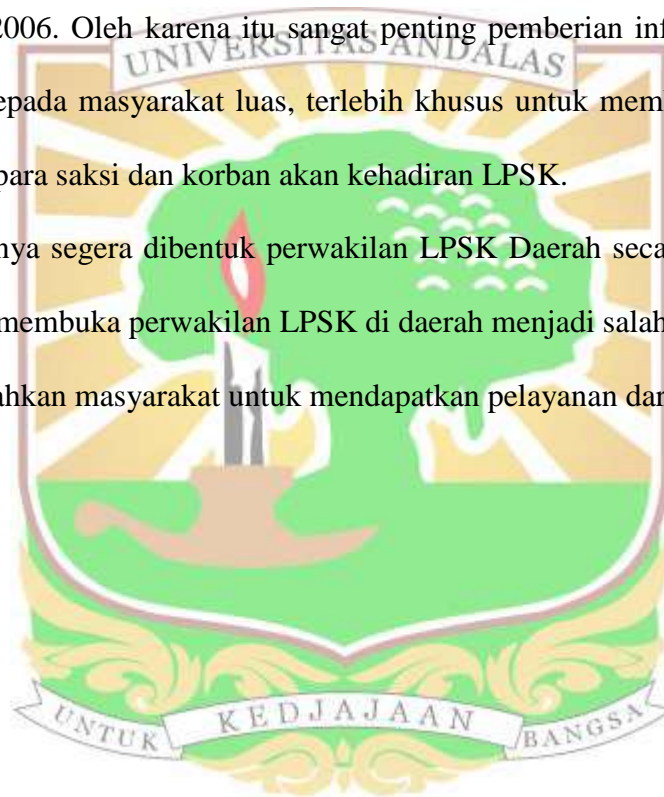 2006. Oleh karena itu sangat penting pemberian inf
UNIVERSITAS ANDALAS
epada masyarakat luas, terlebih khusus untuk mem
para saksi dan korban akan kehadiran LPSK.
nya segera dibentuk perwakilan LPSK Daerah seca
membuka perwakilan LPSK di daerah menjadi salah
ahkan masyarakat untuk mendapatkan pelayanan dar
UNTUK KEDJAJAAN BANGSA